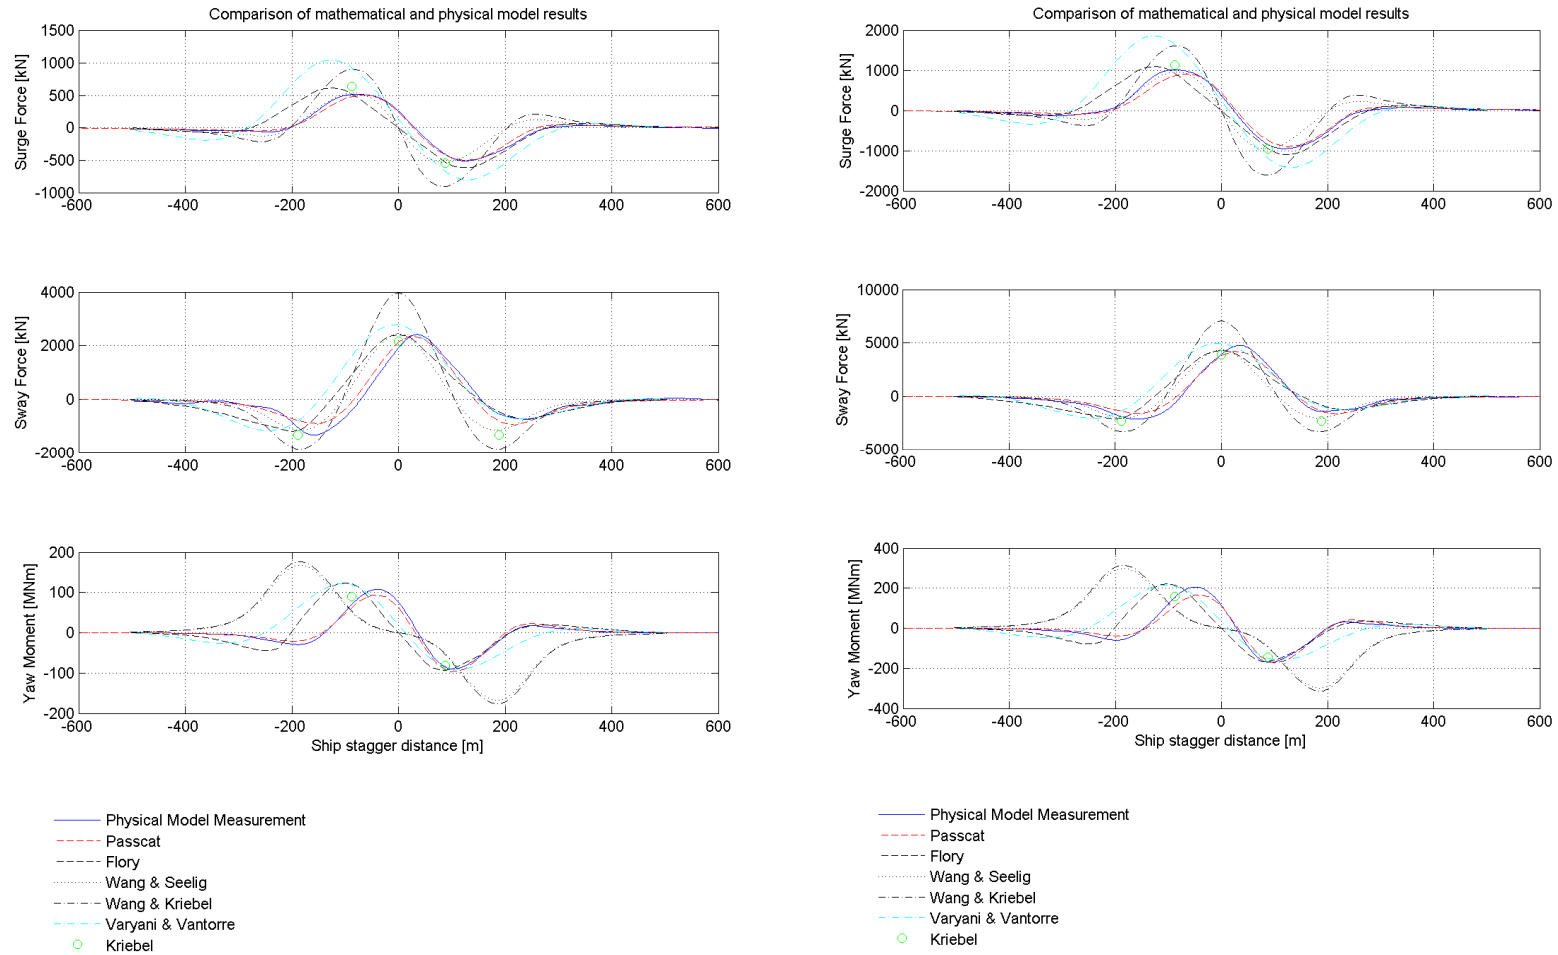 Comparison of mathematical and physical model results
Surge Force [kN]
1500
1000
500
0
-500
-1000
-600 -400 -200 0 200 400 600
Sway Force [kN]
4000
2000
0
-2000
-600 -400 -200 0 200 400 600
Yaw Moment [MNm]
200
100
0
-100
-200
-600 -400 -200 0 200 400 600
Ship stagger distance [m]
Physical Model Measurement
Passcat
Flory
Wang & Seelig
Wang & Kriebel
Varyani & Vantorre
Kriebel
Comparison of mathematical and physical model results
Surge Force [kN]
2000
1000
0
-1000
-2000
-600 -400 -200 0 200 400 600
Sway Force [kN]
10000
5000
0
-5000
-600 -400 -200 0 200 400 600
Yaw Moment [MNm]
400
200
0
-200
-400
-600 -400 -200 0 200 400 600
Ship stagger distance [m]
Physical Model Measurement
Passcat
Flory
Wang & Seelig
Wang & Kriebel
Varyani & Vantorre
Kriebel